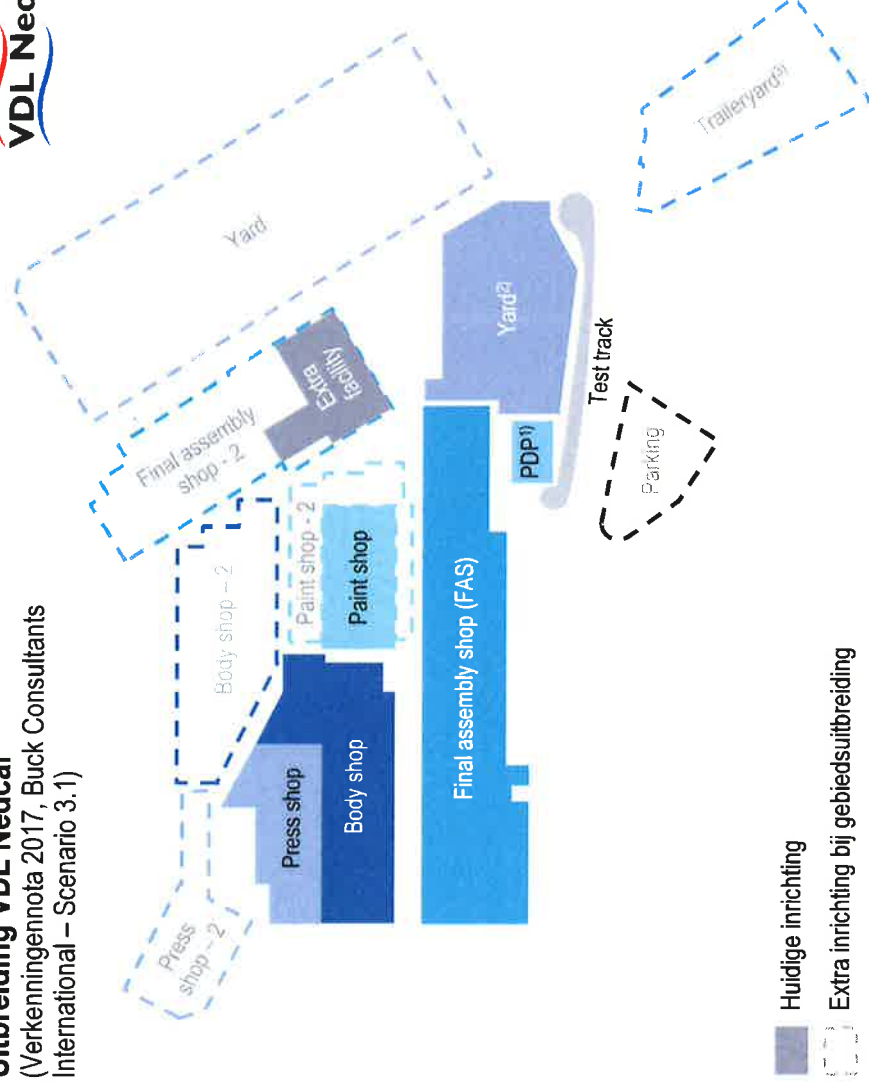 Uitbreiding VDL Nedcar
(Verkenningennota 2017, Buck Consultants
International – Scenario 3.1)
VDL Ned
Press
shop – 2
Body shop – 2
Final assembly
shop - 2
Extra
facility
Yard
Paint shop - 2
Paint shop
Press shop
Body shop
Final assembly shop (FAS)
PDP1)
Yard2)
Test track
Parking
Traileryard3)
Huidige inrichting
Extra inrichting bij gebiedsuitbreiding